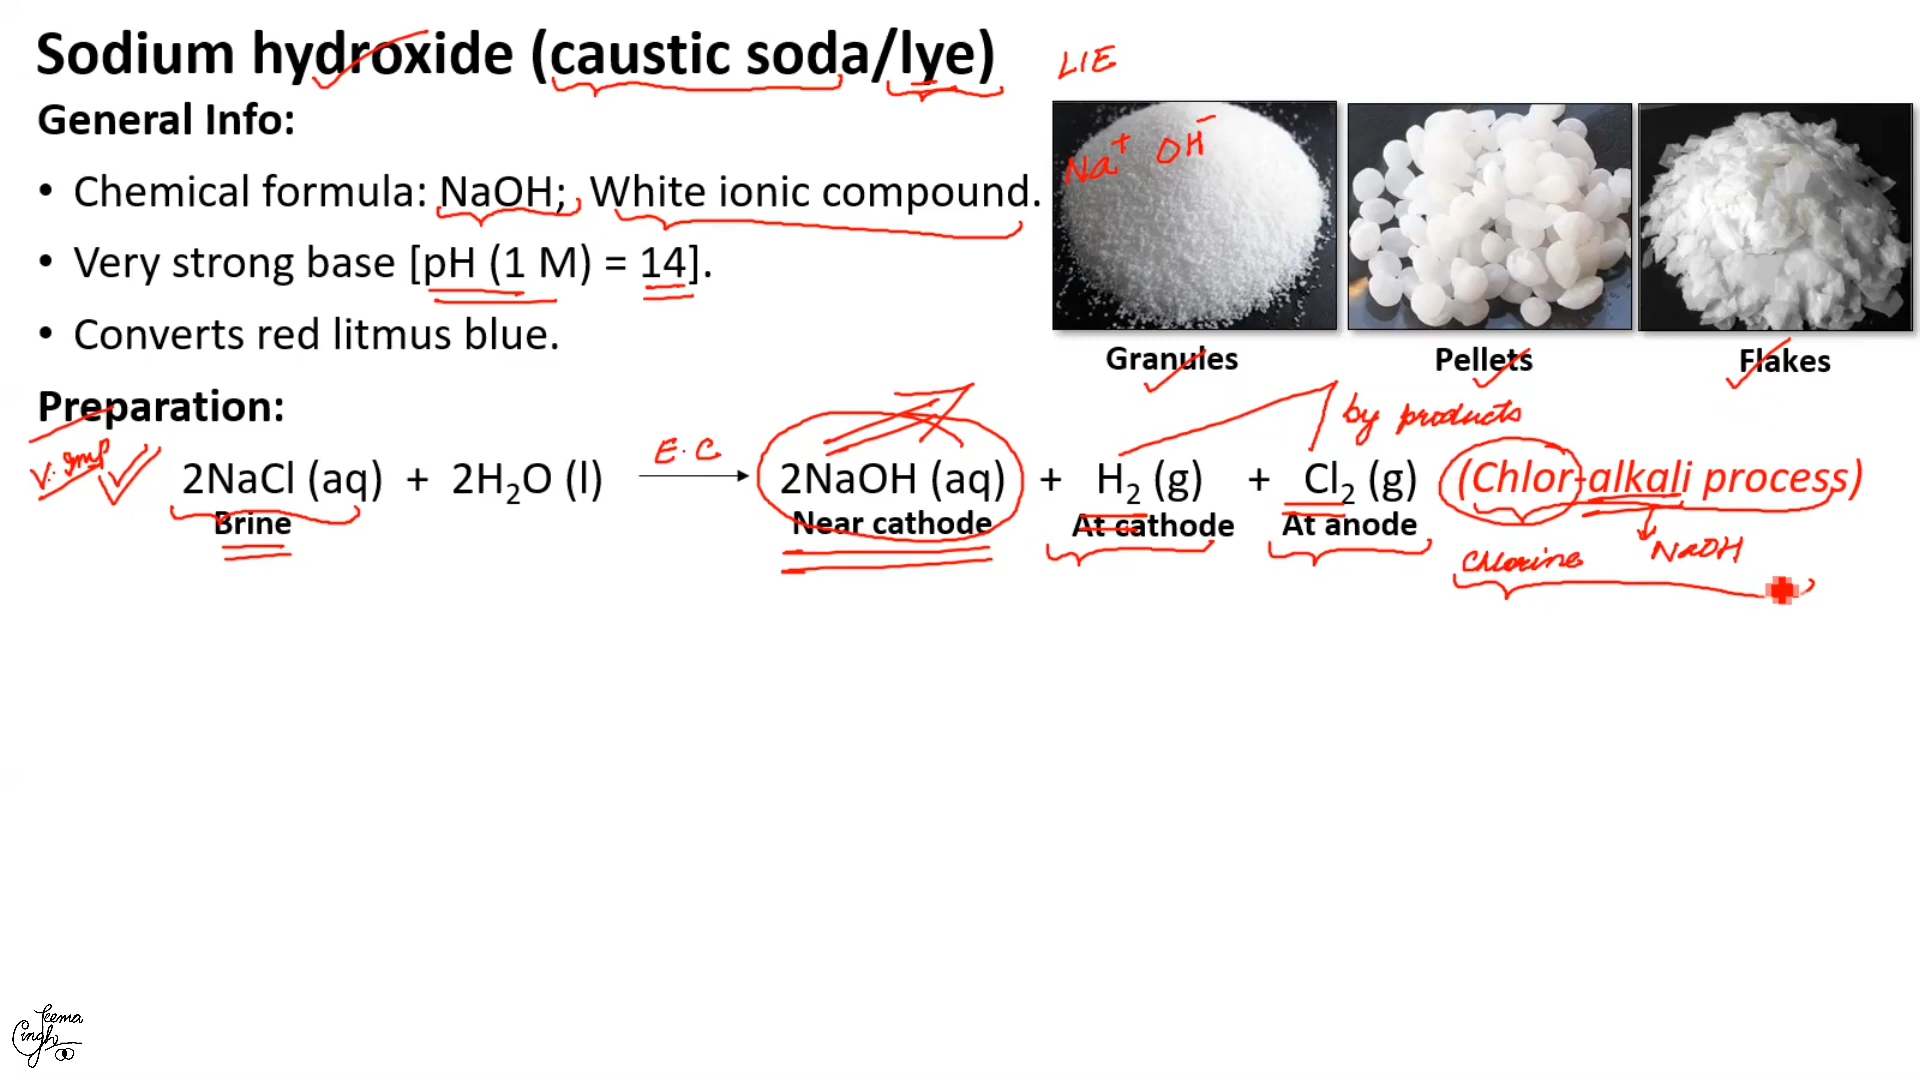 Sodium hydroxide (caustic soda/lye)
LIE
General Info:
• Chemical formula: NaOH; White ionic compound.
Na⁺ OH⁻
• Very strong base [pH (1 M) = 14].
• Converts red litmus blue.
Granules Pellets Flakes
Preparation:
by products
V. Imp
E.C
2NaCl (aq) + 2H₂O (l) → 2NaOH (aq) + H₂ (g) + Cl₂ (g) (Chlor-alkali process)
Brine Near cathode At cathode At anode
Chlorine NaOH